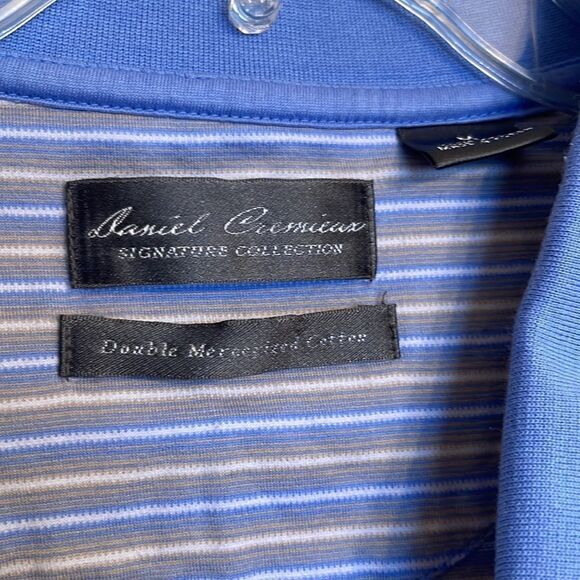 Daniel Cremieux
SIGNATURE COLLECTION
Double Mercerized Cotton
M